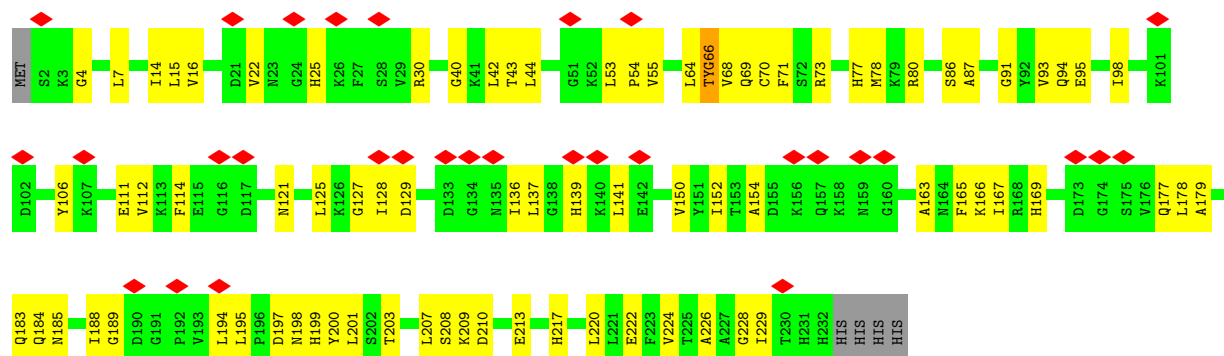 MET S2 K3 G4 L7 I14 L15 V16 D21 V22 N23 G24 H25 K26 F27 S28 V29 R30 G40 K41 L42 T43 L44 G51 K52 L53 P54 V55 L64 TYG66 V68 Q69 C70 F71 S72 R73 H77 M78 K79 R80 S86 A87 G91 Y92 V93 Q94 E95 I98 K101
D102 Y106 K107 E111 V112 K113 F114 E115 G116 D117 N121 L125 K126 G127 I128 D129 D133 G134 N135 I136 L137 G138 H139 K140 L141 E142 V150 Y151 I152 T153 A154 D155 K156 Q157 K158 N159 G160 A163 N164 F165 K166 I167 R168 H169 D173 G174 S175 V176 Q177 L178 A179
Q183 Q184 N185 I188 G189 D190 G191 P192 V193 L194 L195 P196 D197 N198 H199 Y200 L201 S202 T203 L207 S208 K209 D210 E213 H217 L220 L221 E222 F223 V224 T225 A226 A227 G228 I229 T230 H231 H232 HIS HIS HIS HIS